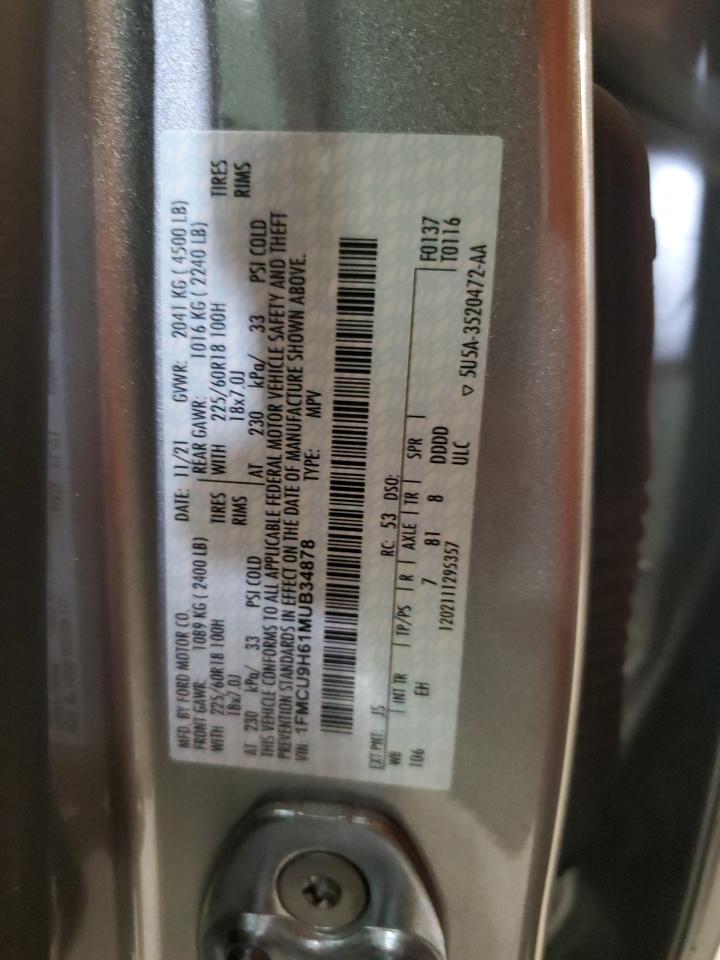 MFD. BY FORD MOTOR CO. DATE: 11/21 GVWR: 2041 KG ( 4500 LB)
FRONT GAWR: 1089 KG ( 2400 LB) REAR GAWR: 1016 KG ( 2240 LB)
WITH 225/60R18 100H TIRES WITH 225/60R18 100H TIRES
18x7.0J RIMS 18x7.0J RIMS
AT 230 kPa/ 33 PSI COLD AT 230 kPa/ 33 PSI COLD
THIS VEHICLE CONFORMS TO ALL APPLICABLE FEDERAL MOTOR VEHICLE SAFETY AND THEFT
PREVENTION STANDARDS IN EFFECT ON THE DATE OF MANUFACTURE SHOWN ABOVE.
VIN: 1FMCU9H61MUB34878 TYPE: MPV
EXT PNT: JS RC: 53 DSO:
WB INT TR TP/PS R AXLE TR SPR F0137
106 EH 7 81 8 DDDD T0116
1202111295357 ULC
▽ 5U5A-3520472-AA